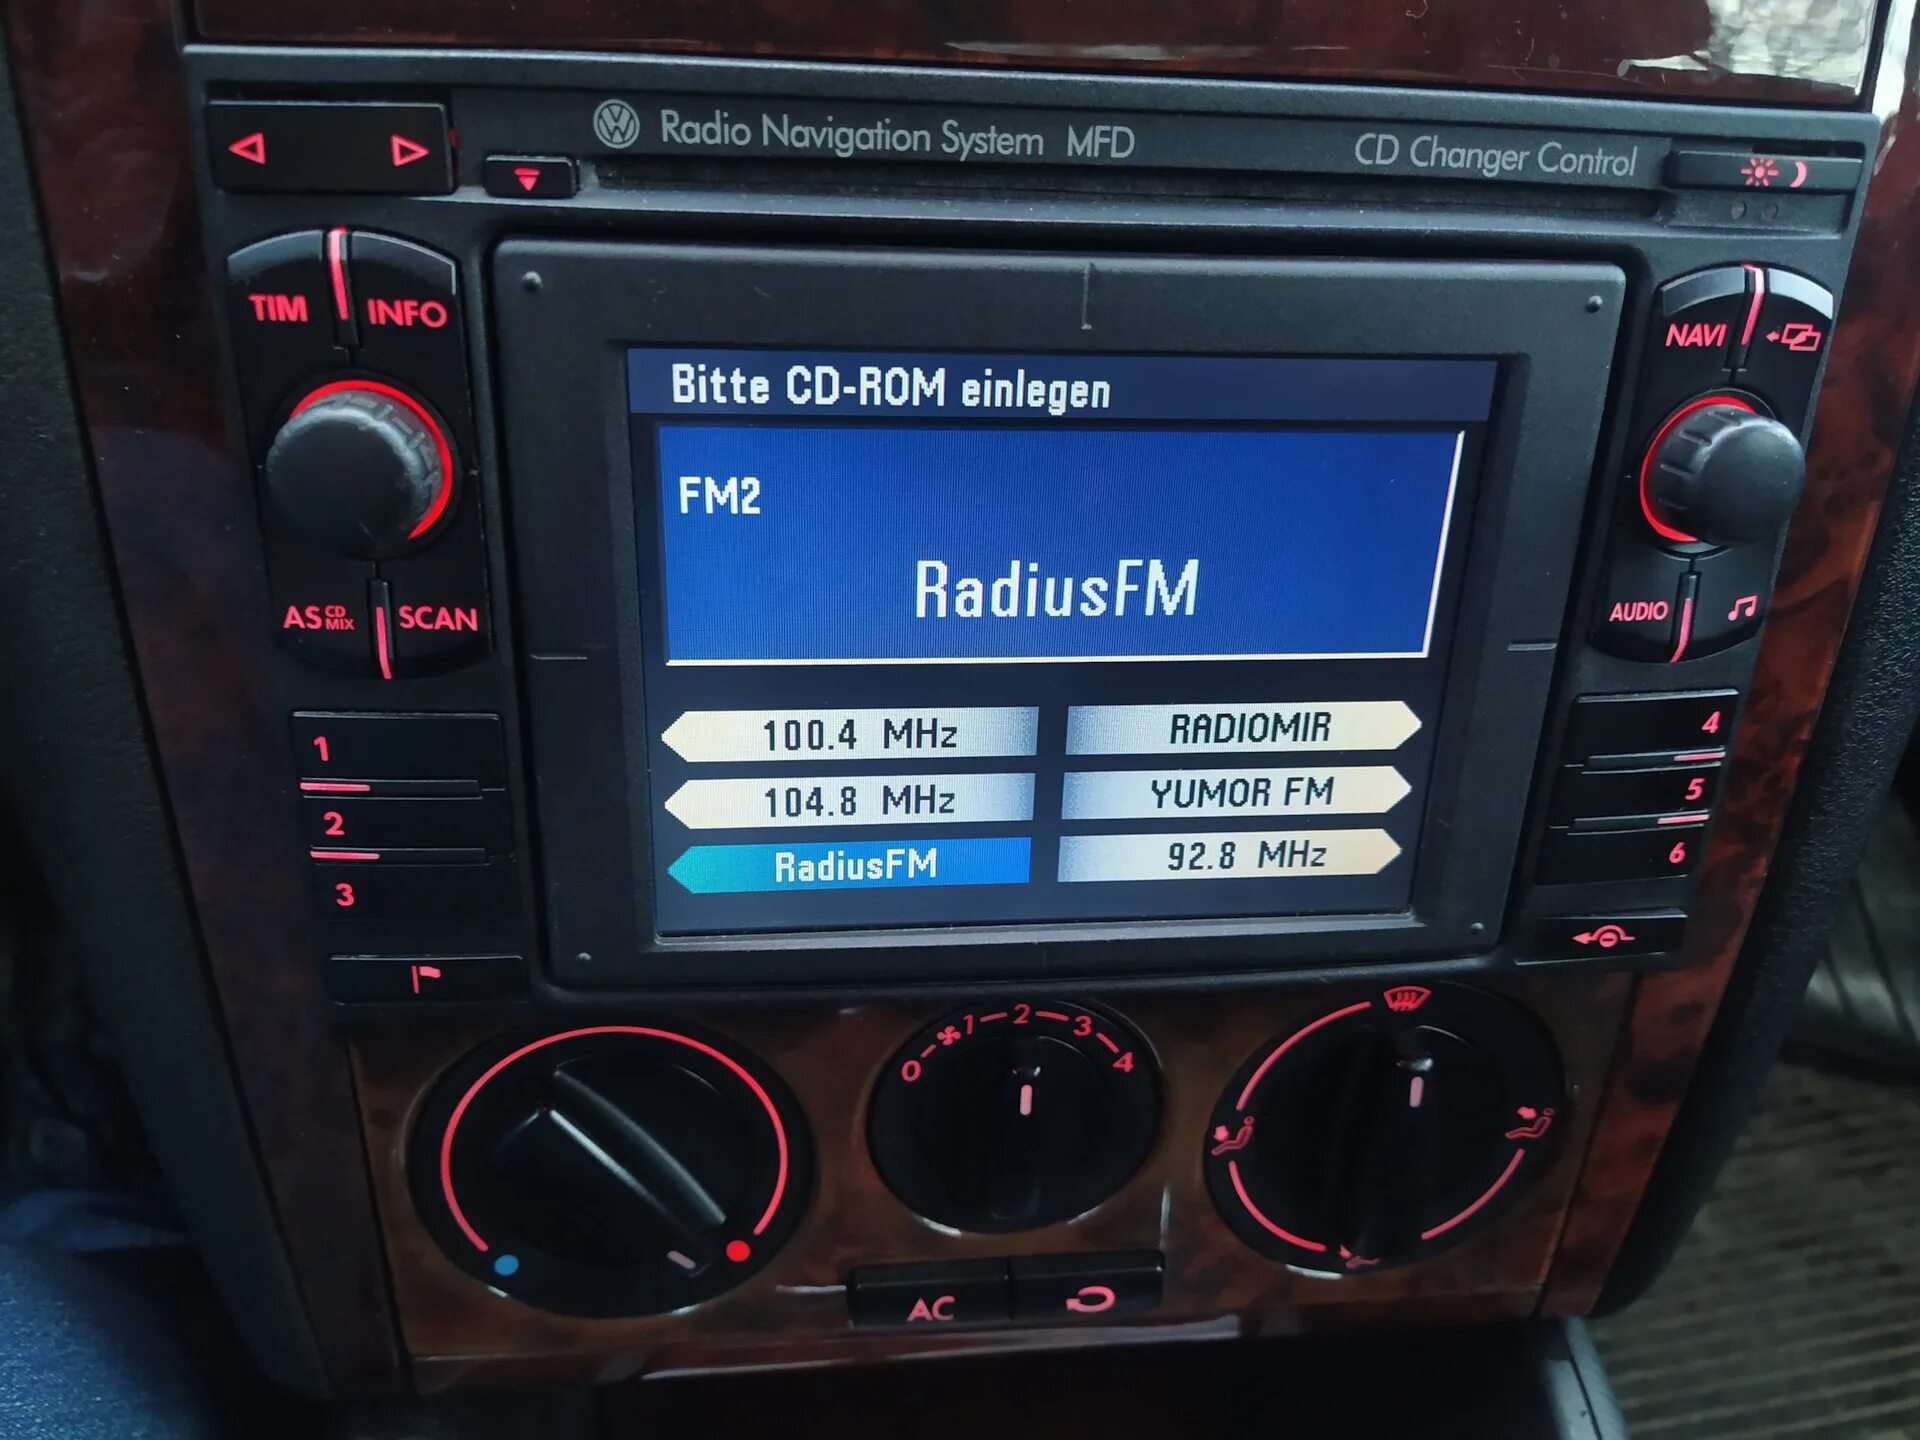 Radio Navigation System MFD
CD Changer Control
TIM INFO
NAVI
Bitte CD-ROM einlegen
FM2
RadiusFM
AS CD MIX SCAN
AUDIO
100.4 MHz RADIOMIR
104.8 MHz YUMOR FM
RadiusFM 92.8 MHz
1
2
3
4
5
6
0 1 2 3 4
AC